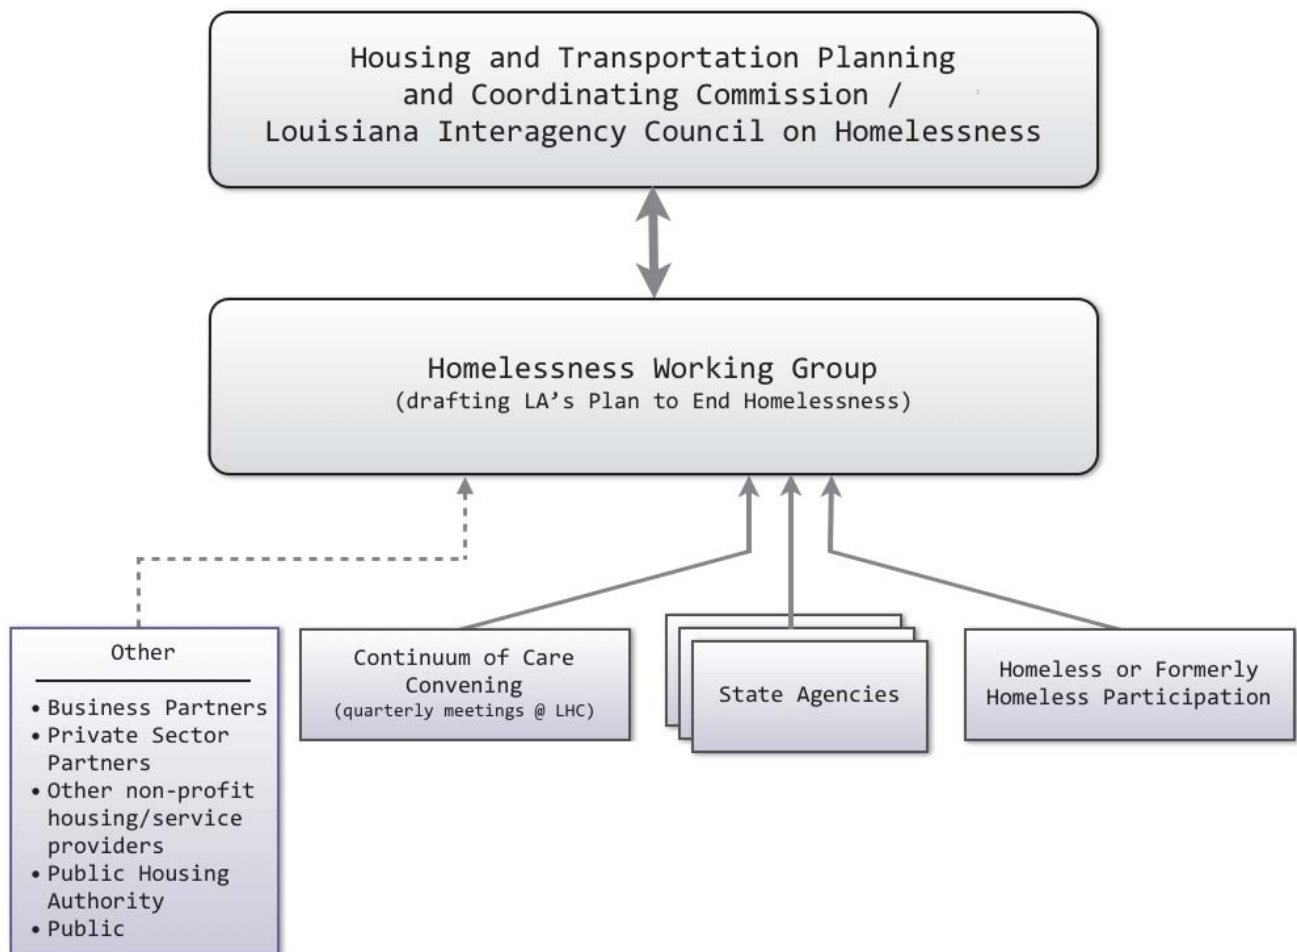 Housing and Transportation Planning
and Coordinating Commission /
Louisiana Interagency Council on Homelessness
Homelessness Working Group
(drafting LA's Plan to End Homelessness)
Other
• Business Partners
• Private Sector
Partners
• Other non-profit
housing/service
providers
• Public Housing
Authority
• Public
Continuum of Care
Convening
(quarterly meetings @ LHC)
State Agencies
Homeless or Formerly
Homeless Participation